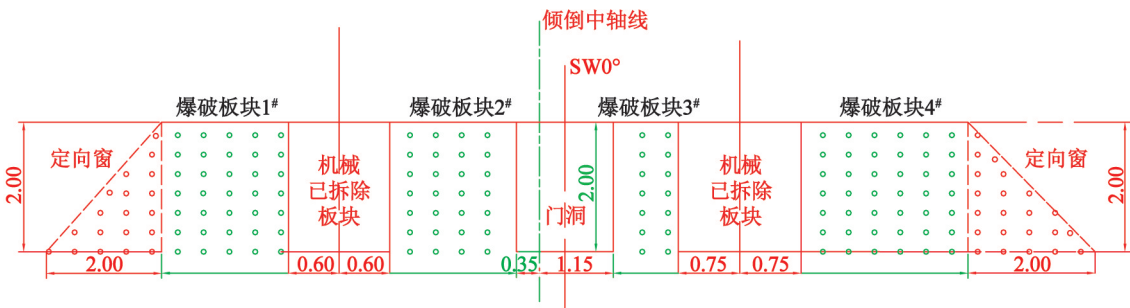 倾倒中轴线
SW0°
爆破板块1#
爆破板块2#
爆破板块3#
爆破板块4#
定向窗
机械
已拆除
板块
门洞
机械
已拆除
板块
定向窗
2.00
2.00
2.00
2.00
0.60
0.60
0.35
1.15
0.75
0.75
2.00